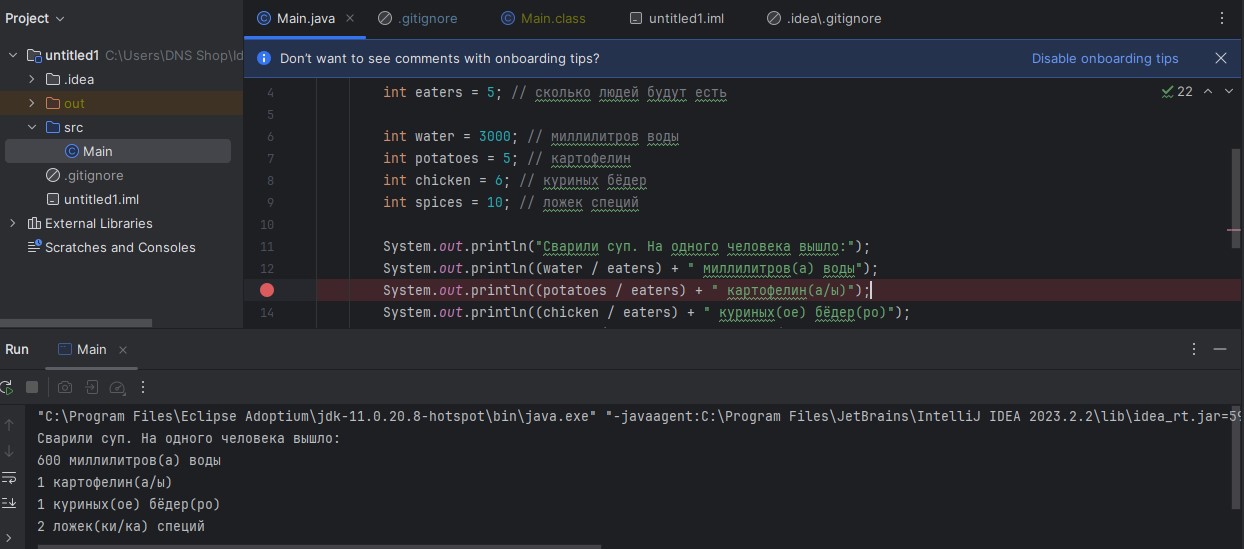 Project
Main.java
.gitignore
Main.class
untitled1.iml
.idea\.gitignore
untitled1 C:\Users\DNS Shop\Id
.idea
out
src
Main
.gitignore
untitled1.iml
External Libraries
Scratches and Consoles
Don't want to see comments with onboarding tips? Disable onboarding tips
22
4 int eaters = 5; // сколько людей будут есть
5
6 int water = 3000; // миллилитров воды
7 int potatoes = 5; // картофелин
8 int chicken = 6; // куриных бёдер
9 int spices = 10; // ложек специй
10
11 System.out.println("Сварили суп. На одного человека вышло:");
12 System.out.println((water / eaters) + " миллилитров(а) воды");
System.out.println((potatoes / eaters) + " картофелин(а/ы)");
14 System.out.println((chicken / eaters) + " куриных(ое) бёдер(ро)");
Run Main
"C:\Program Files\Eclipse Adoptium\jdk-11.0.20.8-hotspot\bin\java.exe" "-javaagent:C:\Program Files\JetBrains\IntelliJ IDEA 2023.2.2\lib\idea_rt.jar=59
Сварили суп. На одного человека вышло:
600 миллилитров(а) воды
1 картофелин(а/ы)
1 куриных(ое) бёдер(ро)
2 ложек(ки/ка) специй